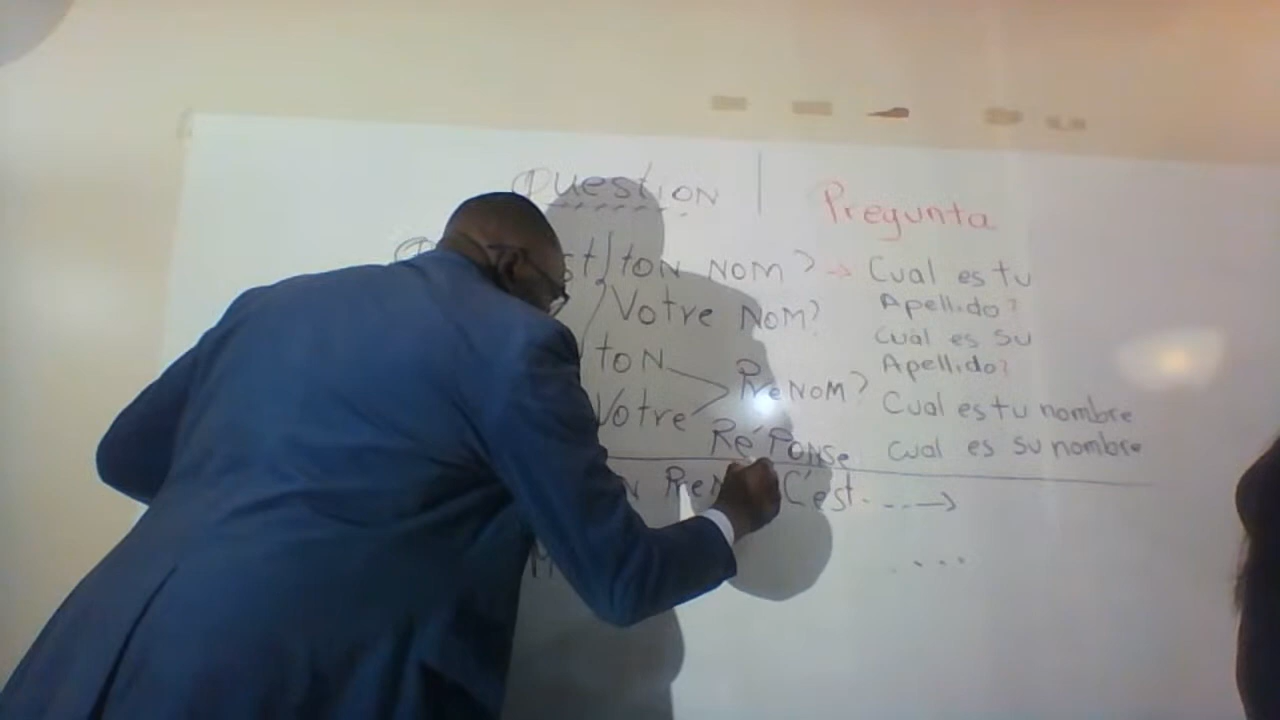 Question | Pregunta
ton nom? → Cual es tu
Apellido?
Votre nom?
Cual es su
Apellido?
ton
Prenom?
Votre
Cual es tu nombre
Cual es su nombre
Réponse
C'est. ---→
....